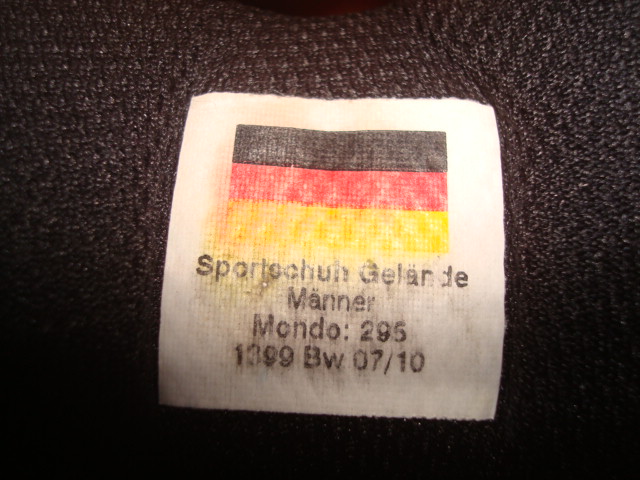 Sportschuh Gelände
Männer
Mondo: 295
1399 Bw 07/10